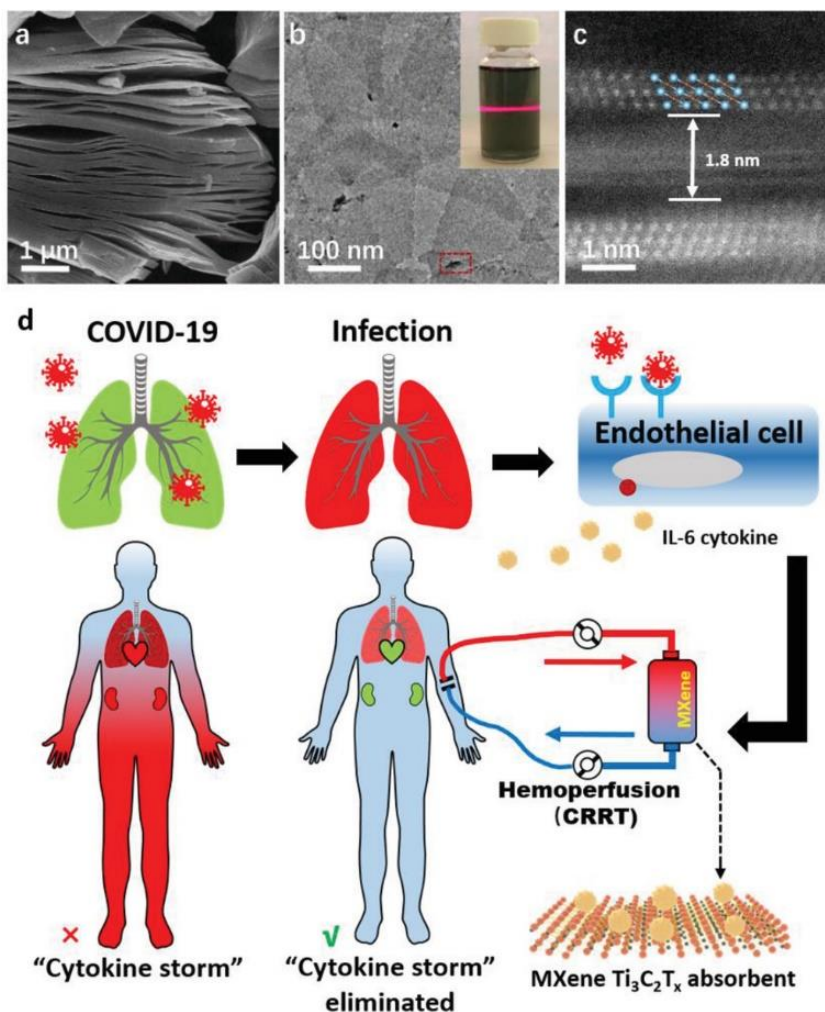 a
b
c
1.8 nm
1 μm
100 nm
1 nm
d
COVID-19
Infection
Endothelial cell
IL-6 cytokine
MXene
Hemoperfusion
(CRRT)
× 
"Cytokine storm"
√
"Cytokine storm"
eliminated
MXene Ti₃C₂Tₓ absorbent